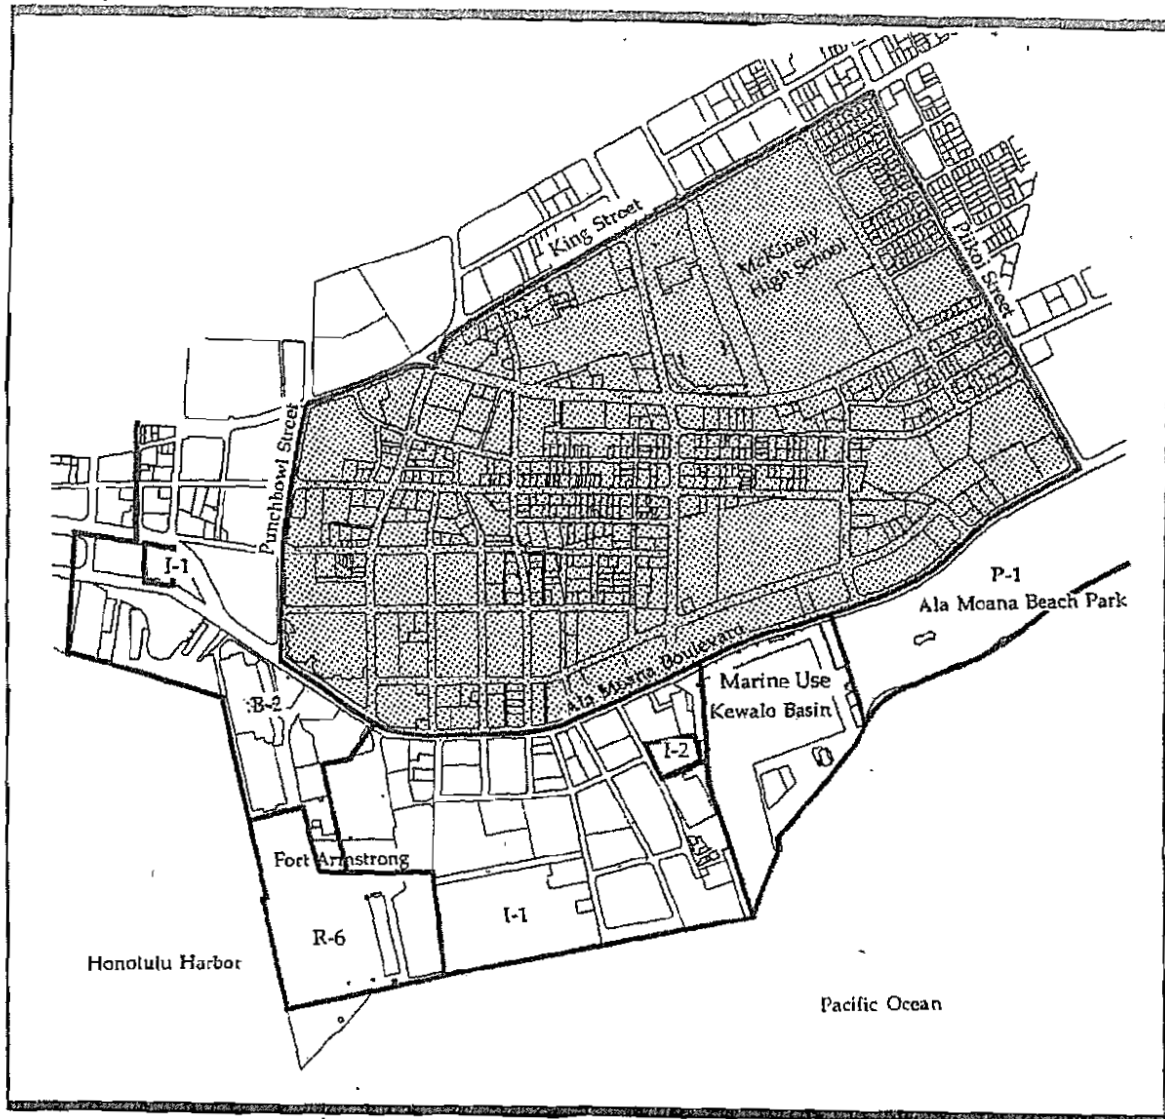 King Street
McKinely
High School
Piikoi Street
Punchbowl Street
I-1
P-1
Ala Moana Beach Park
Ala Moana Boulevard
Marine Use
Kewalo Basin
B-2
I-2
Fort Armstrong
I-1
R-6
Honolulu Harbor
Pacific Ocean